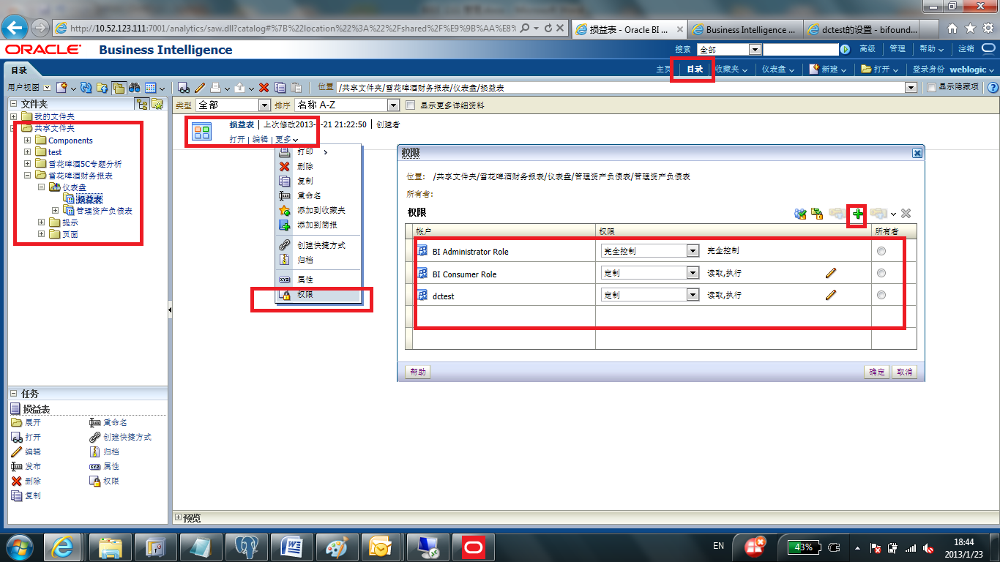 http://10.52.123.111:7001/analytics/saw.dll?catalog#%7B%22location%22%3A%22%2Fshared%2F%E9%9B%AA%E8%
损益表 - Oracle BI ...
Business Intelligence ...
dctest的设置 - bifound...
ORACLE Business Intelligence
搜索 全部 高级 管理 帮助 注销
目录
主页 目录 收藏夹 仪表盘 新建 打开 登录身份 weblogic
用户视图 位置 /共享文件夹/雪花啤酒财务报表/仪表盘/损益表 显示隐藏项
文件夹
类型 全部 排序 名称 A-Z 显示更多详细资料
我的文件夹
共享文件夹
Components
test
雪花啤酒5C专题分析
雪花啤酒财务报表
仪表盘
损益表
管理资产负债表
提示
页面
损益表 上次修改2013- -21 21:22:50 创建者
打开 编辑 更多
打印
删除
复制
重命名
添加到收藏夹
添加到简报
创建快捷方式
归档
属性
权限
权限
位置: /共享文件夹/雪花啤酒财务报表/仪表盘/管理资产负债表/管理资产负债表
所有者:
权限
帐户 权限 所有者
BI Administrator Role 完全控制 完全控制
BI Consumer Role 定制 读取,执行
dctest 定制 读取,执行
帮助 确定 取消
任务
损益表
展开 重命名
打开 创建快捷方式
编辑 归档
发布 属性
删除 权限
复制
预览
EN 43% 18:44
2013/1/23